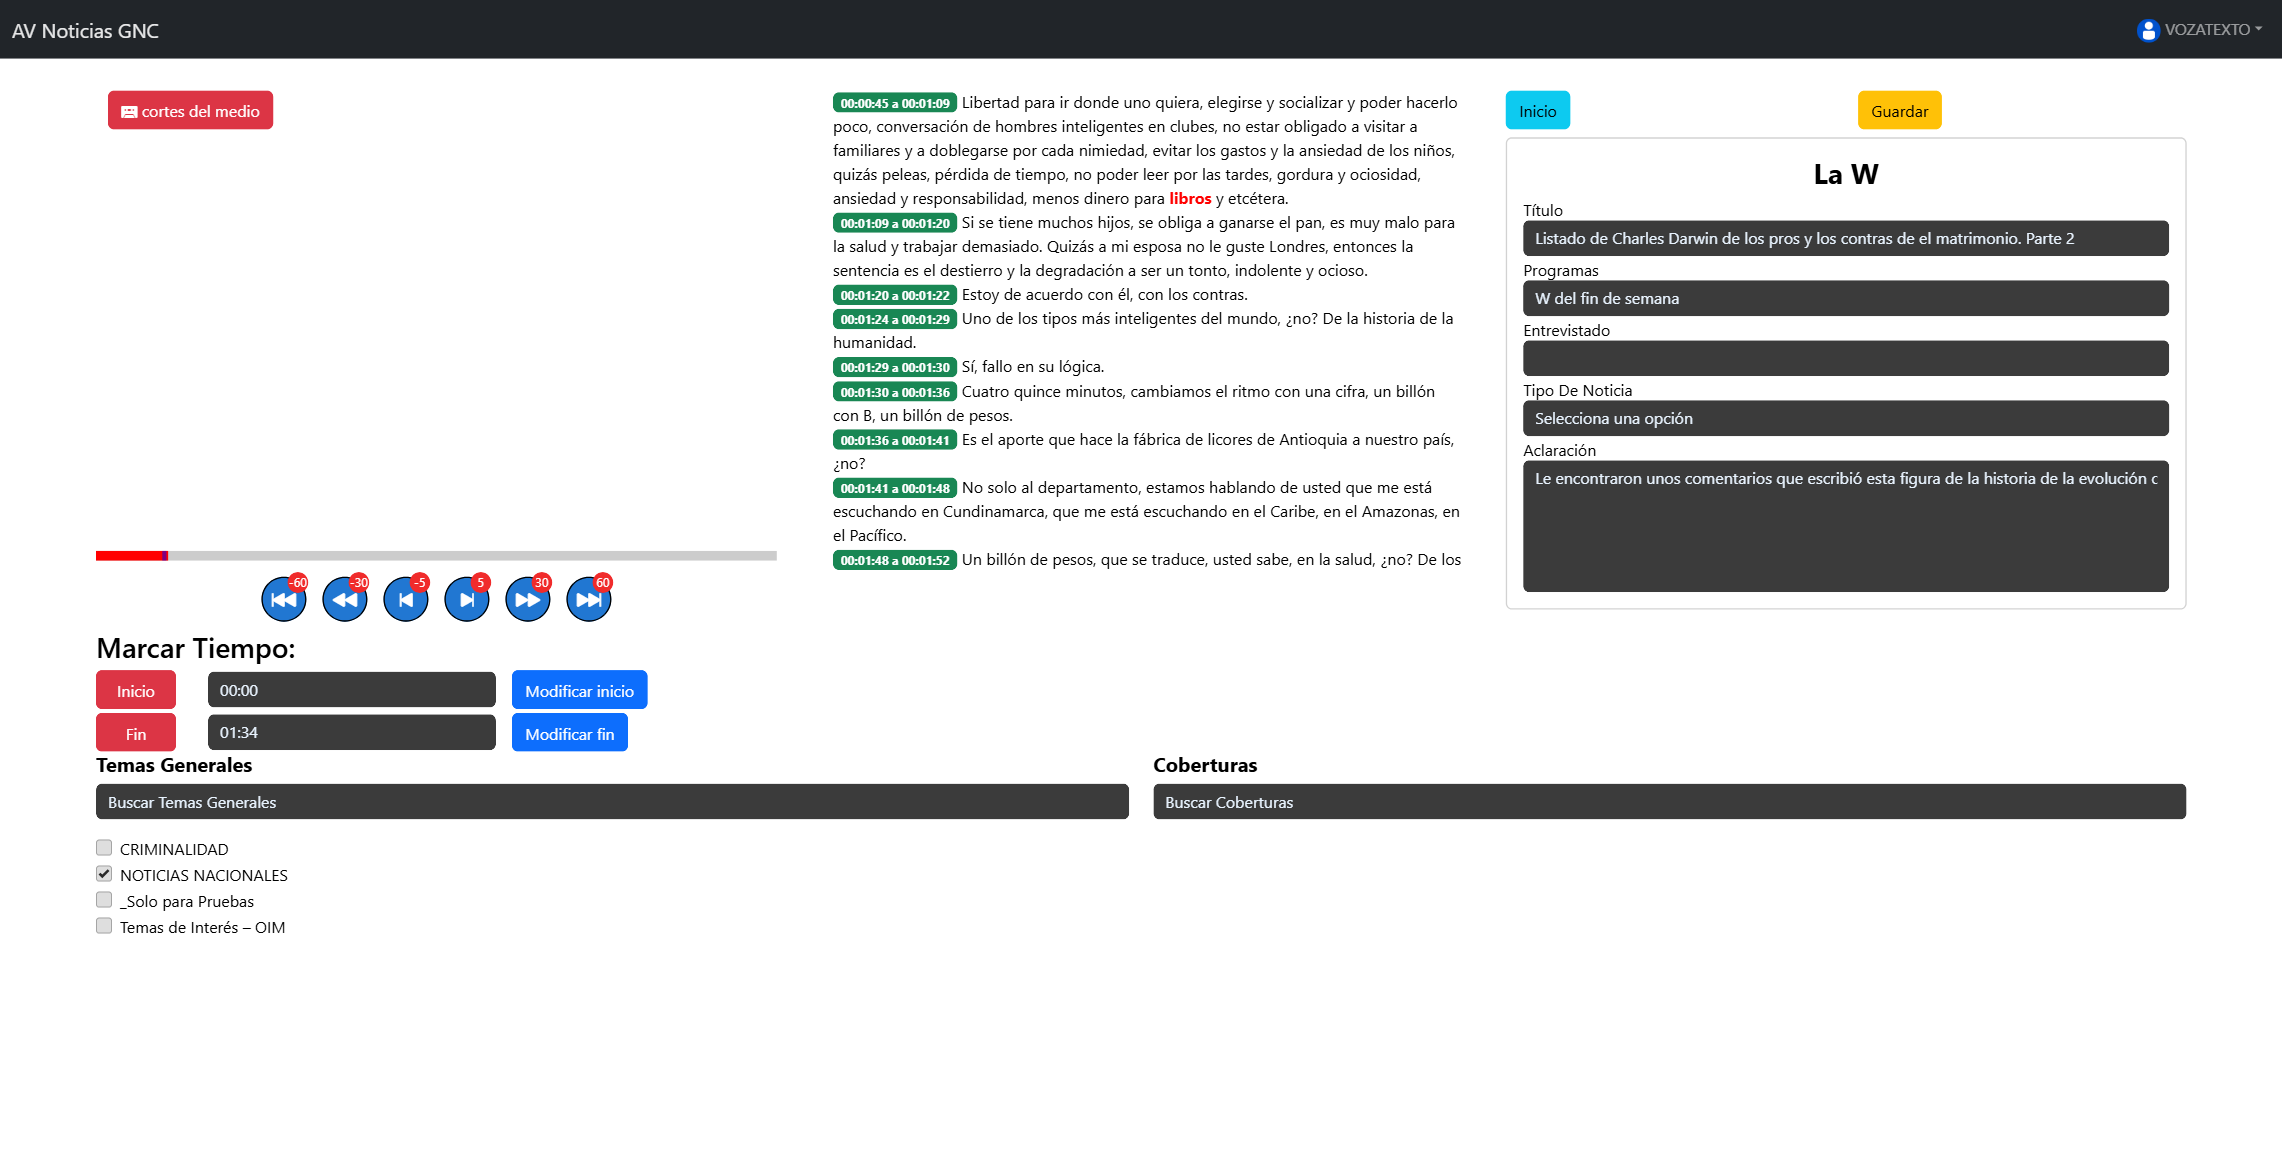 AV Noticias GNC
VOZATEXTO
cortes del medio
00:00:45 a 00:01:09 Libertad para ir donde uno quiera, elegirse y socializar y poder hacerlo
poco, conversación de hombres inteligentes en clubes, no estar obligado a visitar a
familiares y a doblegarse por cada nimiedad, evitar los gastos y la ansiedad de los niños,
quizás peleas, pérdida de tiempo, no poder leer por las tardes, gordura y ociosidad,
ansiedad y responsabilidad, menos dinero para libros y etcétera.
00:01:09 a 00:01:20 Si se tiene muchos hijos, se obliga a ganarse el pan, es muy malo para
la salud y trabajar demasiado. Quizás a mi esposa no le guste Londres, entonces la
sentencia es el destierro y la degradación a ser un tonto, indolente y ocioso.
00:01:20 a 00:01:22 Estoy de acuerdo con él, con los contras.
00:01:24 a 00:01:29 Uno de los tipos más inteligentes del mundo, ¿no? De la historia de la
humanidad.
00:01:29 a 00:01:30 Sí, fallo en su lógica.
00:01:30 a 00:01:36 Cuatro quince minutos, cambiamos el ritmo con una cifra, un billón
con B, un billón de pesos.
00:01:36 a 00:01:41 Es el aporte que hace la fábrica de licores de Antioquia a nuestro país,
¿no?
00:01:41 a 00:01:48 No solo al departamento, estamos hablando de usted que me está
escuchando en Cundinamarca, que me está escuchando en el Caribe, en el Amazonas, en
el Pacífico.
00:01:48 a 00:01:52 Un billón de pesos, que se traduce, usted sabe, en la salud, ¿no? De los
Inicio
Guardar
La W
Título
Listado de Charles Darwin de los pros y los contras de el matrimonio. Parte 2
Programas
W del fin de semana
Entrevistado
Tipo De Noticia
Selecciona una opción
Aclaración
Le encontraron unos comentarios que escribió esta figura de la historia de la evolución c
-60 -30 -5 5 30 60
Marcar Tiempo:
Inicio 00:00 Modificar inicio
Fin 01:34 Modificar fin
Temas Generales
Buscar Temas Generales
CRIMINALIDAD
NOTICIAS NACIONALES
_Solo para Pruebas
Temas de Interés – OIM
Coberturas
Buscar Coberturas